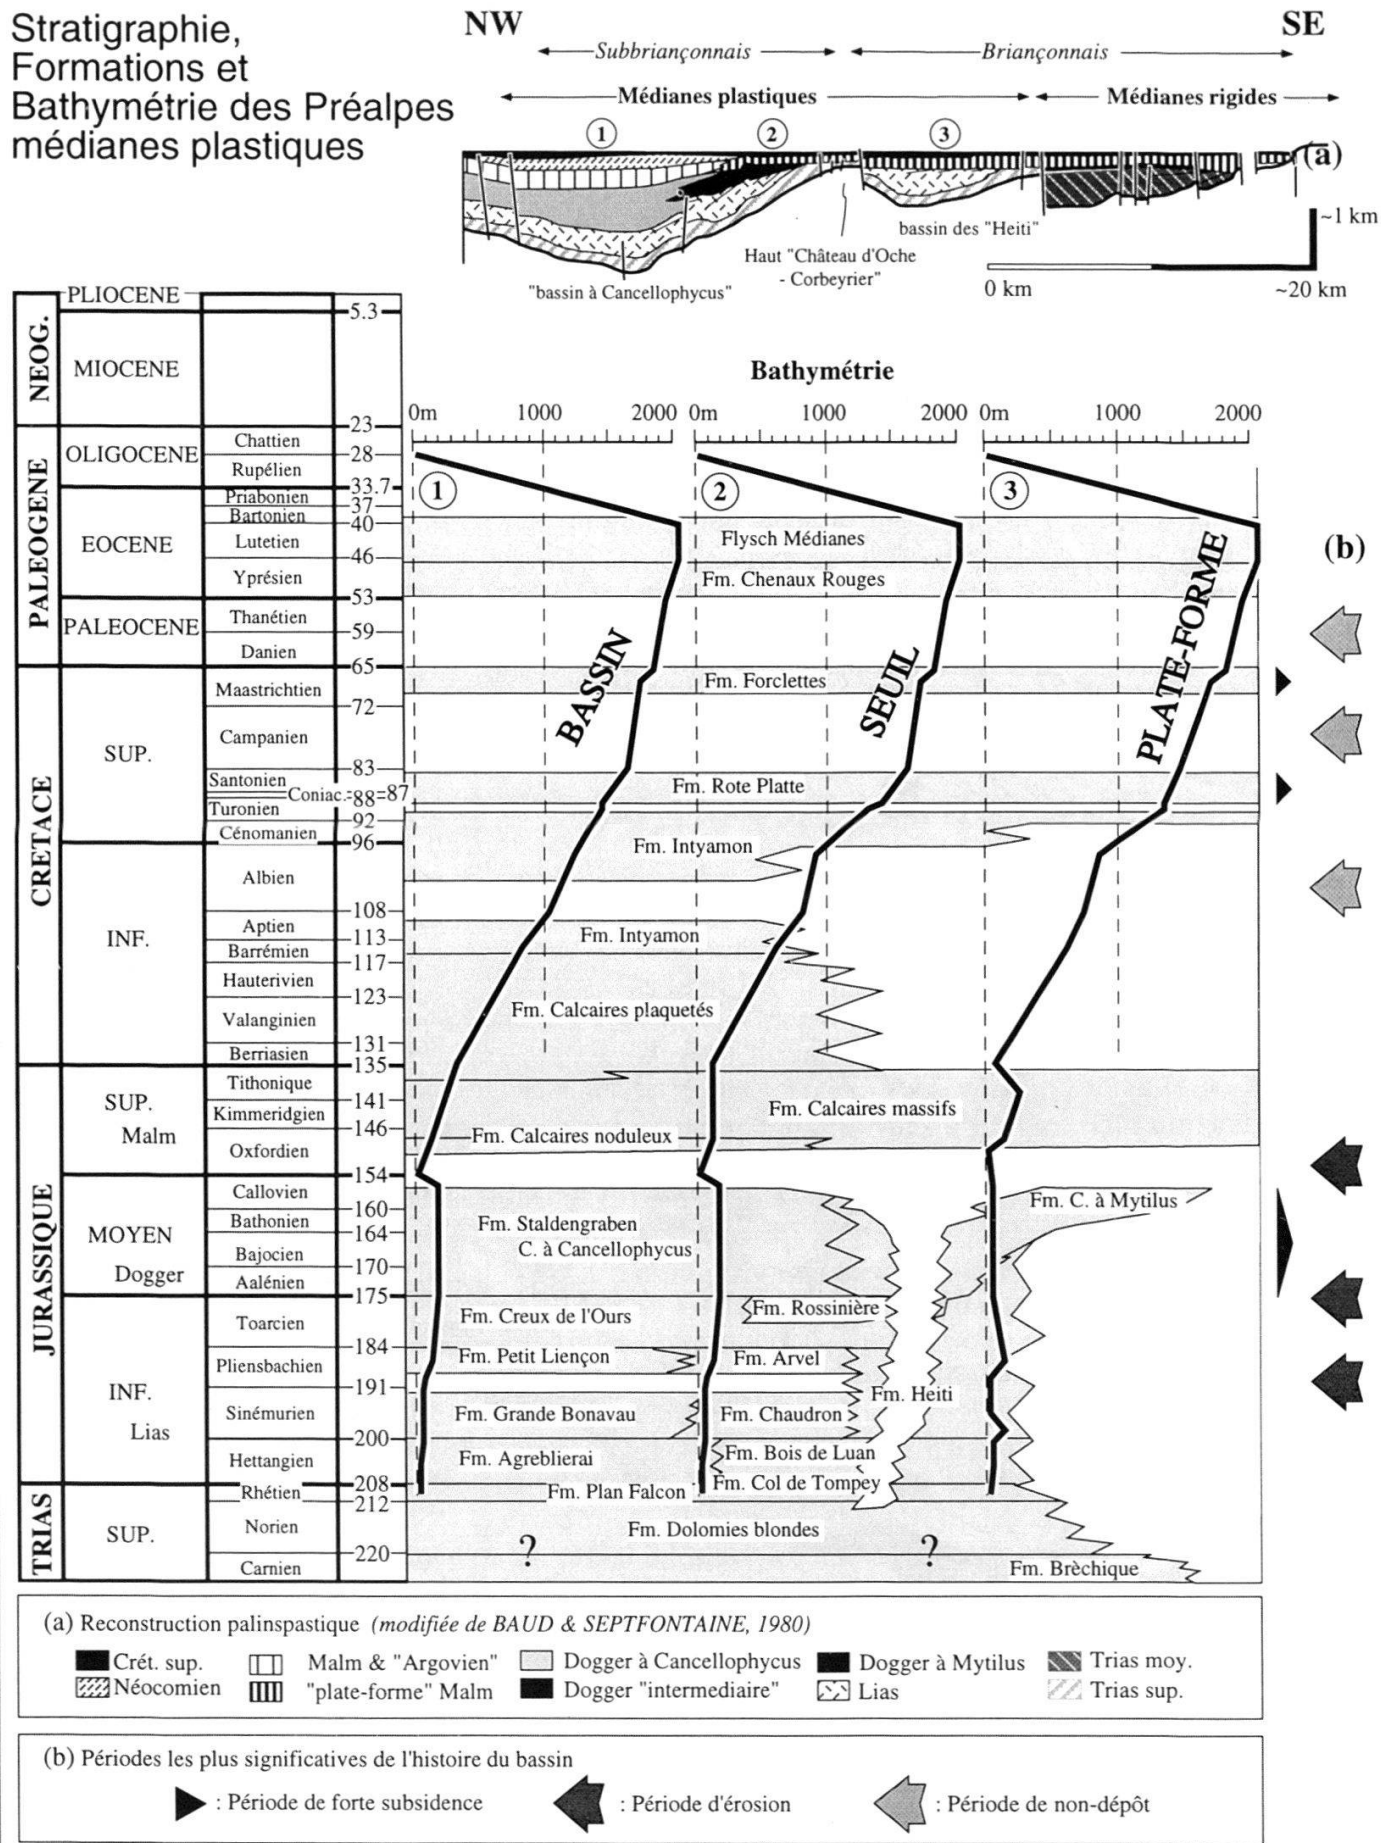 Stratigraphie,
Formations et
Bathymétrie des Préalpes
médianes plastiques
NW
SE
Subbriançonnais
Briançonnais
Médianes plastiques
Médianes rigides
1
2
3
(a)
~1 km
bassin des "Heiti"
Haut "Château d'Oche
- Corbeyrier"
"bassin à Cancellophycus"
0 km
~20 km
NEOG.
PLIOCENE
5.3
MIOCENE
23
PALEOGENE
OLIGOCENE
Chattien
28
Rupélien
33.7
EOCENE
Priabonien
37
Bartonien
40
Lutetien
46
Yprésien
53
PALEOCENE
Thanétien
59
Danien
65
CRETACE
SUP.
Maastrichtien
72
Campanien
83
Santonien
Coniac.=88=87
Turonien
92
Cénomanien
96
INF.
Albien
108
Aptien
113
Barrémien
117
Hauterivien
123
Valanginien
131
Berriasien
135
JURASSIQUE
SUP.
Malm
Tithonique
141
Kimmeridgien
146
Oxfordien
154
MOYEN
Dogger
Callovien
160
Bathonien
164
Bajocien
170
Aalénien
175
INF.
Lias
Toarcien
184
Pliensbachien
191
Sinémurien
200
Hettangien
208
TRIAS
SUP.
Rhétien
212
Norien
220
Carnien
Bathymétrie
0m 1000 2000 0m 1000 2000 0m 1000 2000
1
2
3
BASSIN
SEUIL
PLATE-FORME
(b)
Flysch Médianes
Fm. Chenaux Rouges
Fm. Forclettes
Fm. Rote Platte
Fm. Intyamon
Fm. Intyamon
Fm. Calcaires plaquetés
Fm. Calcaires massifs
Fm. Calcaires noduleux
Fm. C. à Mytilus
Fm. Staldengraben
C. à Cancellophycus
Fm. Creux de l'Ours
Fm. Rossinière
Fm. Petit Liençon
Fm. Arvel
Fm. Heiti
Fm. Grande Bonavau
Fm. Chaudron
Fm. Agreblierai
Fm. Bois de Luan
Fm. Col de Tompey
Fm. Plan Falcon
Fm. Dolomies blondes
?
?
Fm. Brèchique
(a) Reconstruction palinspastique (modifiée de BAUD & SEPTFONTAINE, 1980)
Crét. sup.
Malm & "Argovien"
Dogger à Cancellophycus
Dogger à Mytilus
Trias moy.
Néocomien
"plate-forme" Malm
Dogger "intermediaire"
Lias
Trias sup.
(b) Périodes les plus significatives de l'histoire du bassin
: Période de forte subsidence
: Période d'érosion
: Période de non-dépôt